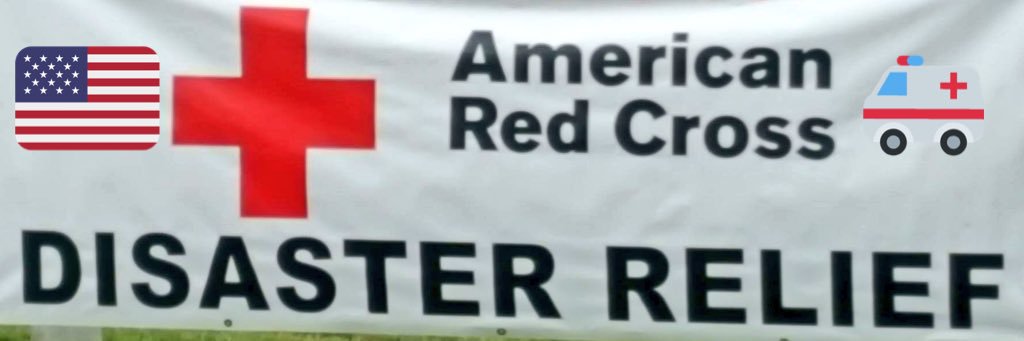 American
Red Cross
DISASTER RELIEF